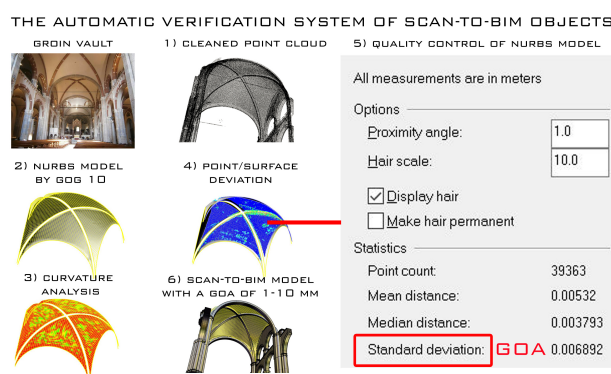 THE AUTOMATIC VERIFICATION SYSTEM OF SCAN-TO-BIM OBJECTS
GROIN VAULT
1) CLEANED POINT CLOUD
2) NURBS MODEL
BY GOG 10
4) POINT/SURFACE
DEVIATION
3) CURVATURE
ANALYSIS
6) SCAN-TO-BIM MODEL
WITH A GOA OF 1-10 MM
5) QUALITY CONTROL OF NURBS MODEL
All measurements are in meters
Options
Proximity angle: 1.0
Hair scale: 10.0
Display hair
Make hair permanent
Statistics
Point count: 39363
Mean distance: 0.00532
Median distance: 0.003793
Standard deviation: GOA 0.006892